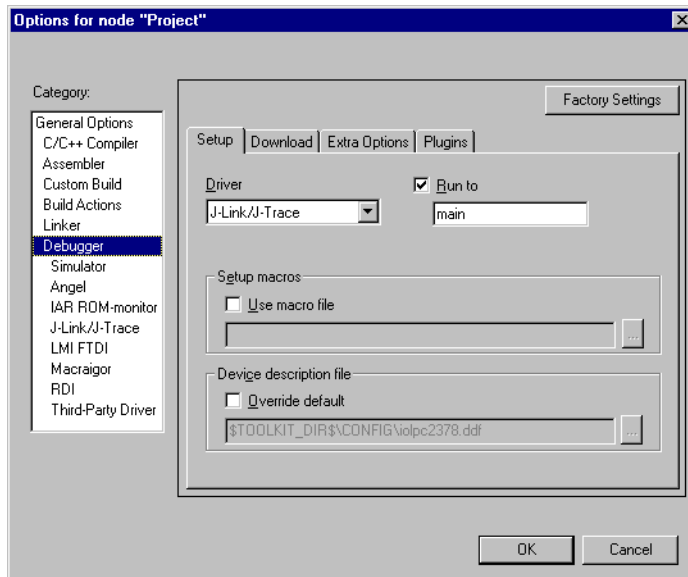 Options for node "Project"
Category:
Factory Settings
General Options
C/C++ Compiler
Assembler
Custom Build
Build Actions
Linker
Debugger
Simulator
Angel
IAR ROM-monitor
J-Link/J-Trace
LMI FTDI
Macraigor
RDI
Third-Party Driver
Setup Download Extra Options Plugins
Driver Run to
J-Link/J-Trace main
Setup macros
Use macro file
...
Device description file
Override default
$TOOLKIT_DIR$\CONFIG\iolpc2378.ddf ...
OK Cancel